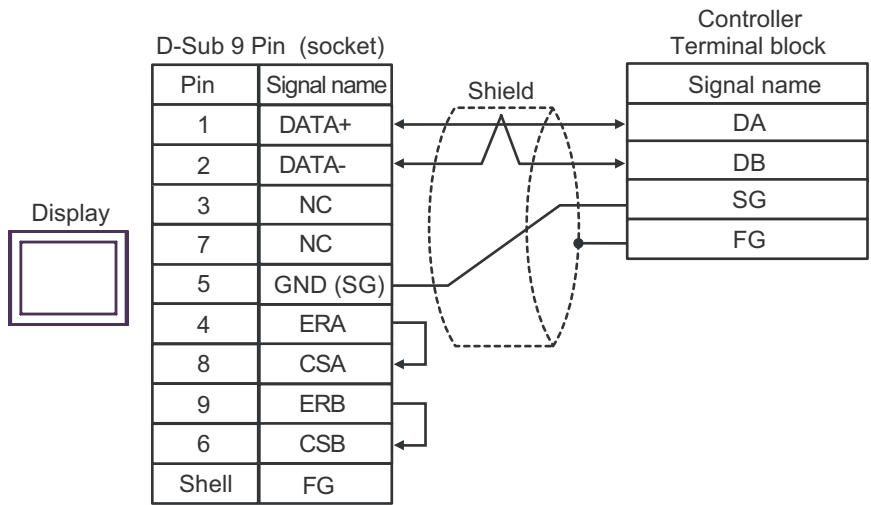 Controller
D-Sub 9 Pin (socket)
Terminal block
Pin Signal name
Shield
Signal name
1 DATA+
DA
2 DATA-
DB
3 NC
SG
Display
7 NC
FG
5 GND (SG)
4 ERA
8 CSA
9 ERB
6 CSB
Shell FG